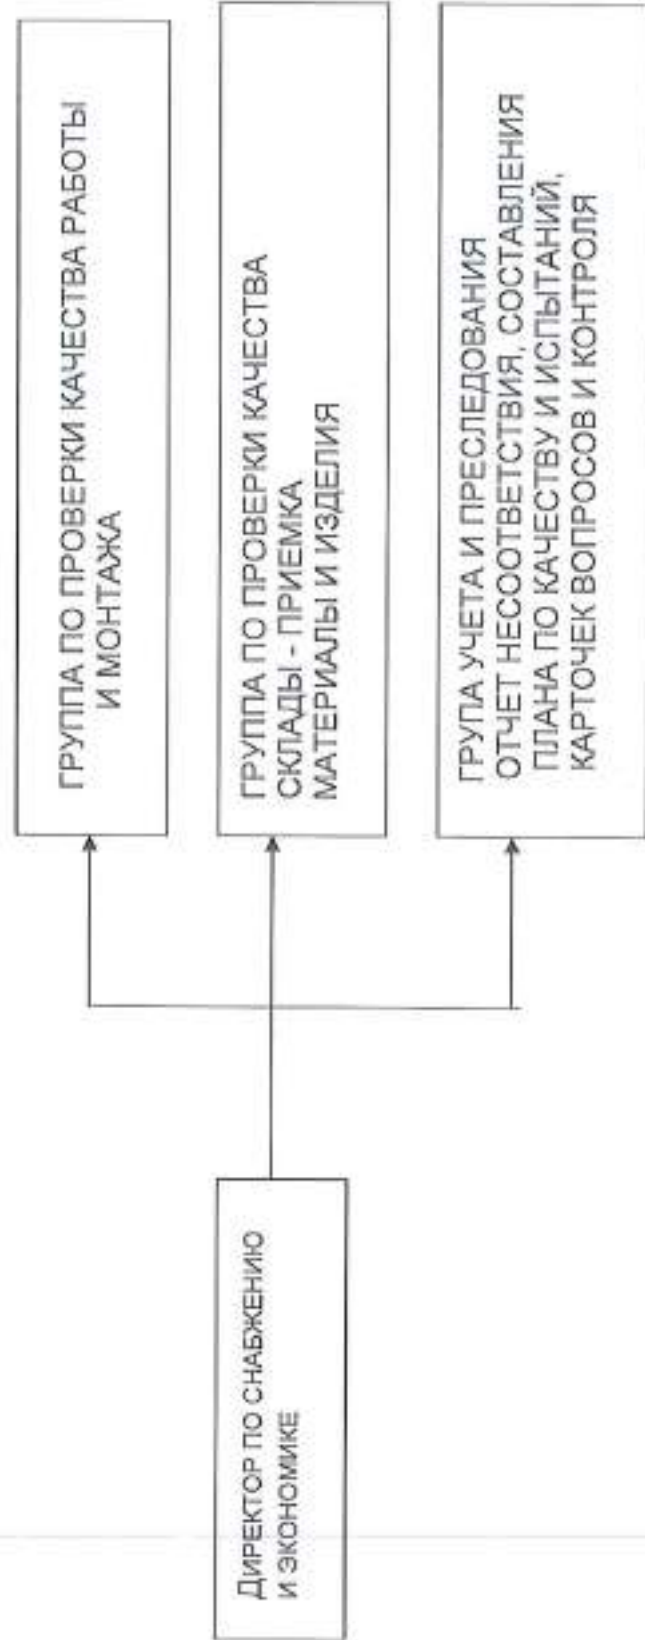 ДИРЕКТОР ПО СНАБЖЕНИЮ
И ЭКОНОМИКЕ
ГРУППА ПО ПРОВЕРКИ КАЧЕСТВА РАБОТЫ
И МОНТАЖА
ГРУППА ПО ПРОВЕРКИ КАЧЕСТВА
СКЛАДЫ - ПРИЕМКА
МАТЕРИАЛЫ И ИЗДЕЛИЯ
ГРУПА УЧЕТА И ПРЕСЛЕДОВАНИЯ
ОТЧЕТ НЕСООТВЕТСТВИЯ, СОСТАВЛЕНИЯ
ПЛАНА ПО КАЧЕСТВУ И ИСПЫТАНИЙ,
КАРТОЧЕК ВОПРОСОВ И КОНТРОЛЯ